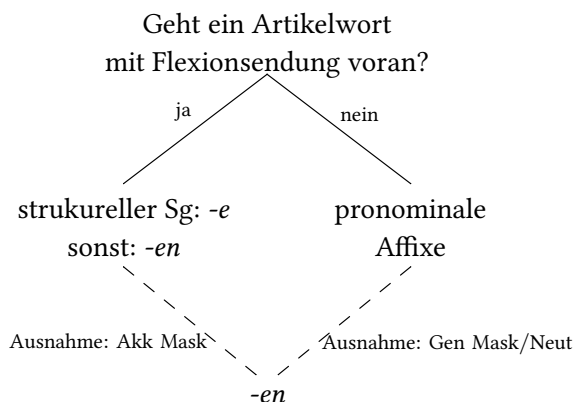 Geht ein Artikelwort
mit Flexionsendung voran?
ja
nein
strukureller Sg: -e
sonst: -en
pronominale
Affixe
Ausnahme: Akk Mask
Ausnahme: Gen Mask/Neut
-en